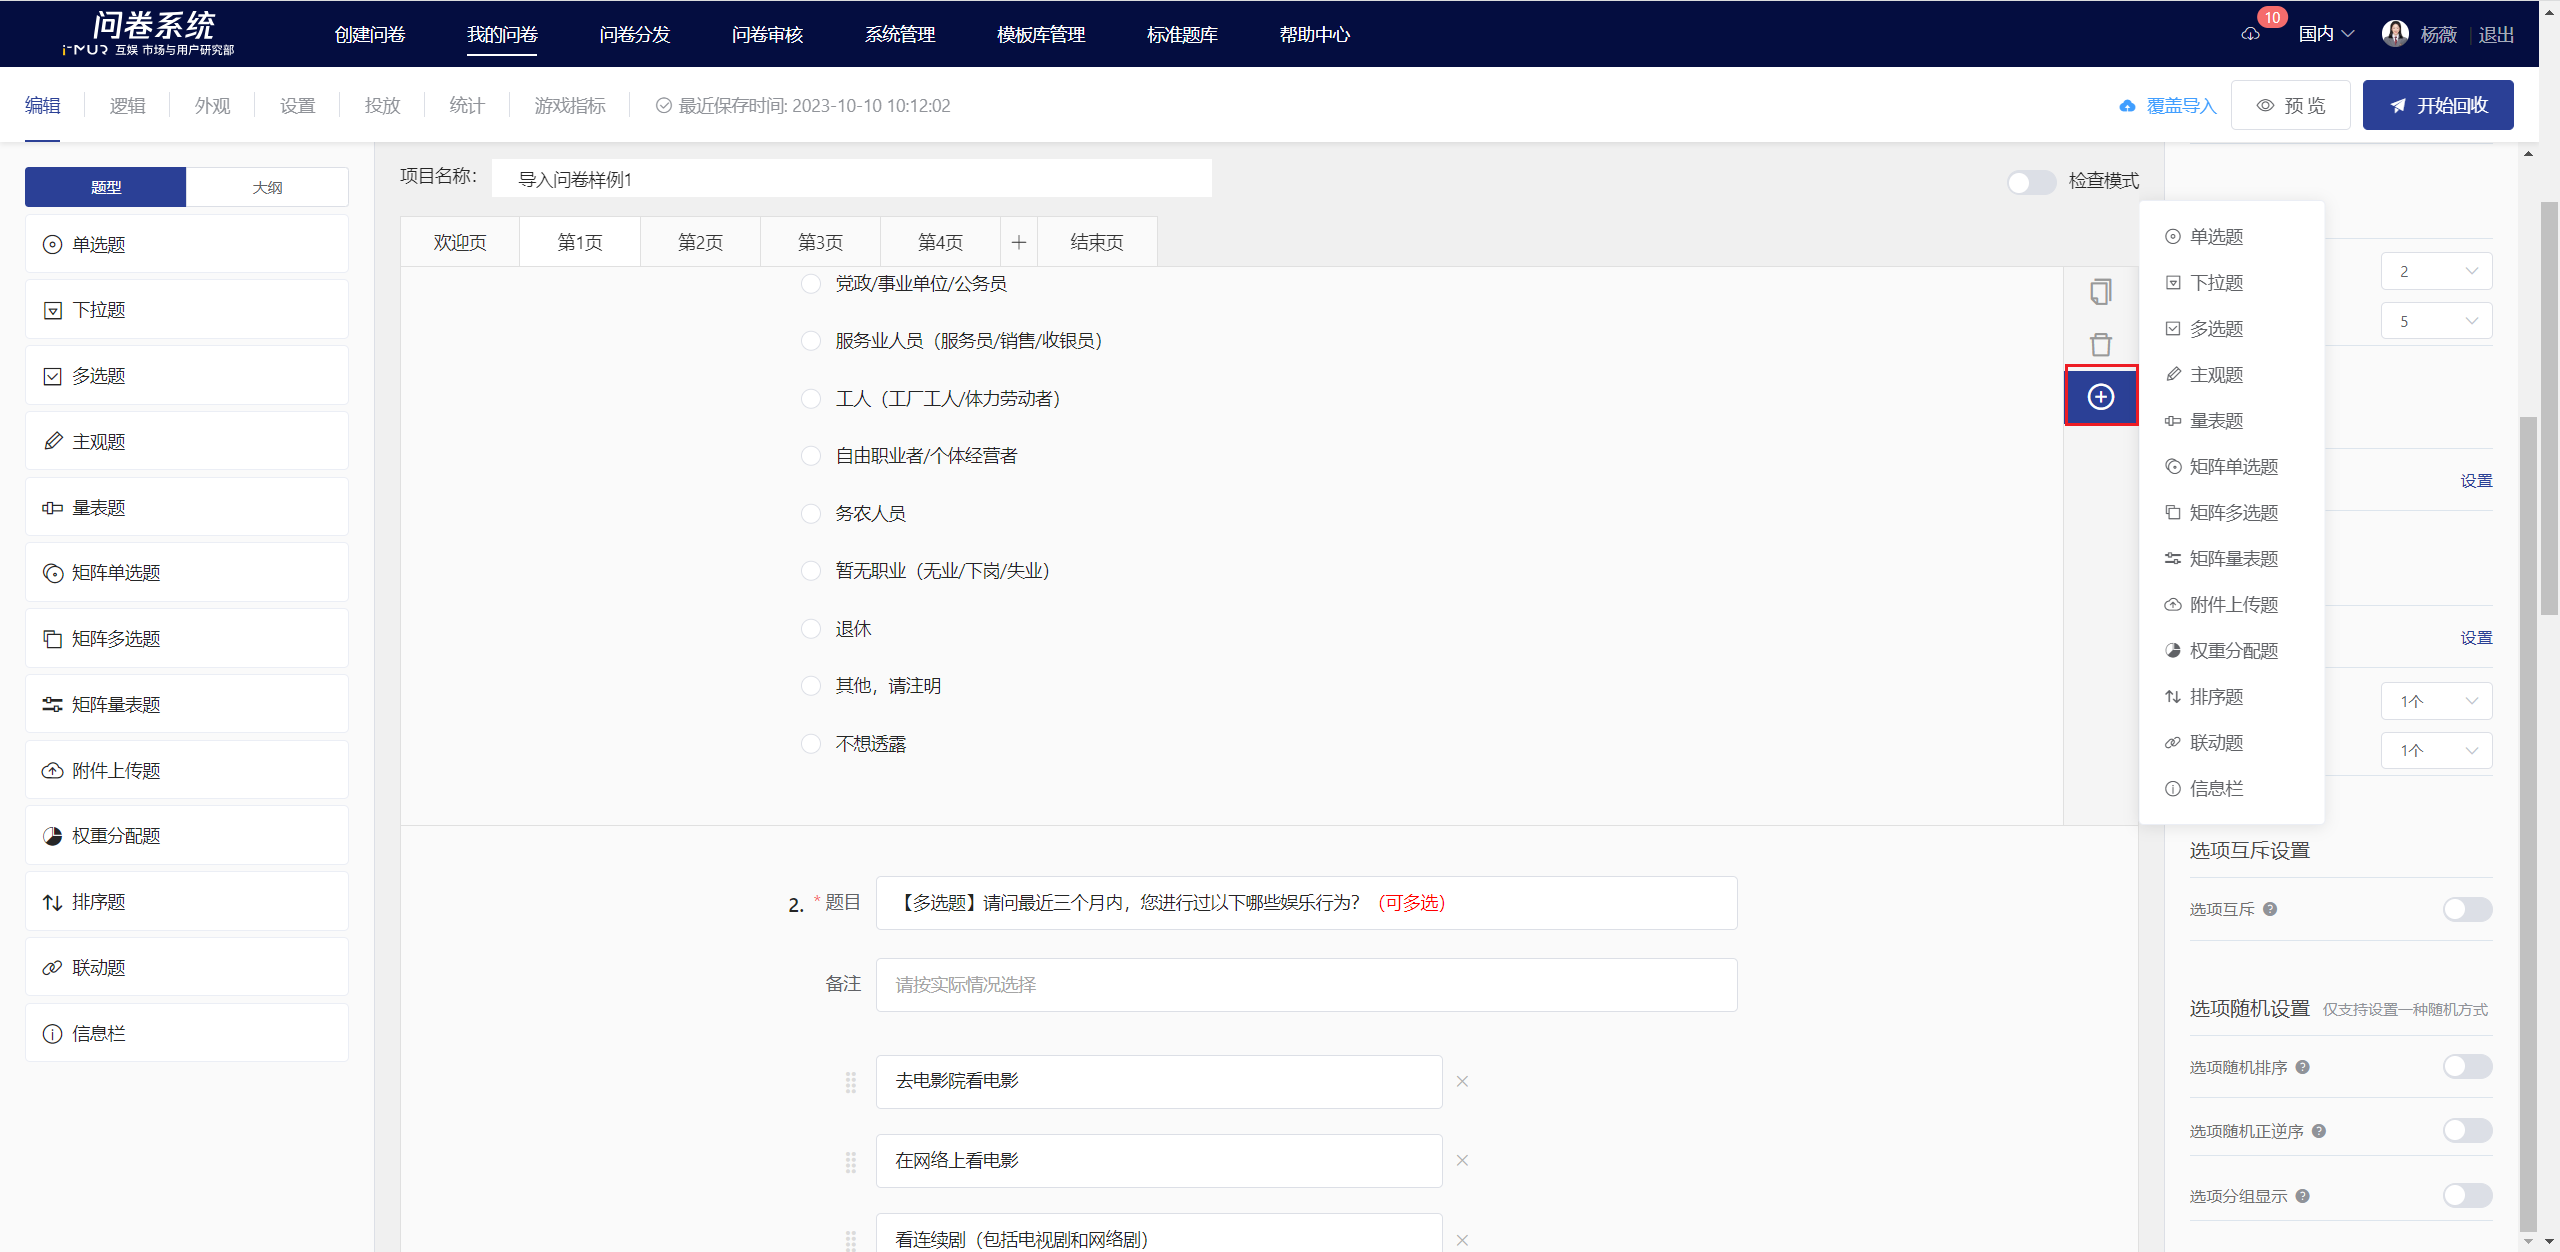 问卷系统
i-MUR 互娱 市场与用户研究部
创建问卷
我的问卷
问卷分发
问卷审核
系统管理
模板库管理
标准题库
帮助中心
10
国内
杨薇
退出
编辑
逻辑
外观
设置
投放
统计
游戏指标
最近保存时间: 2023-10-10 10:12:02
覆盖导入
预 览
开始回收
题型
大纲
单选题
下拉题
多选题
主观题
量表题
矩阵单选题
矩阵多选题
矩阵量表题
附件上传题
权重分配题
排序题
联动题
信息栏
项目名称:
导入问卷样例1
检查模式
欢迎页
第1页
第2页
第3页
第4页
结束页
党政/事业单位/公务员
服务业人员（服务员/销售/收银员）
工人（工厂工人/体力劳动者）
自由职业者/个体经营者
务农人员
暂无职业（无业/下岗/失业）
退休
其他，请注明
不想透露
2. * 题目
【多选题】请问最近三个月内，您进行过以下哪些娱乐行为？（可多选）
备注
请按实际情况选择
去电影院看电影
在网络上看电影
看连续剧（包括电视剧和网络剧）
单选题
下拉题
多选题
主观题
量表题
矩阵单选题
矩阵多选题
矩阵量表题
附件上传题
权重分配题
排序题
联动题
信息栏
2
5
设置
设置
1个
1个
选项互斥设置
选项互斥
选项随机设置 仅支持设置一种随机方式
选项随机排序
选项随机正逆序
选项分组显示